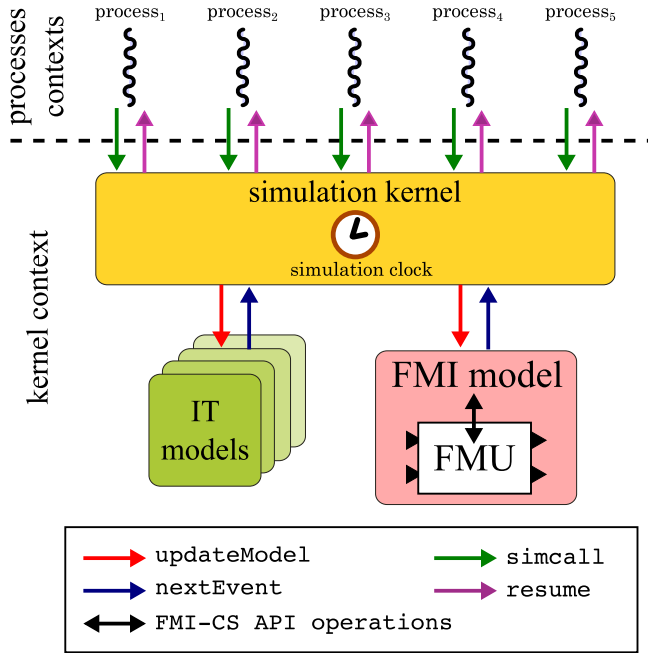 process₁ process₂ process₃ process₄ process₅
processes
contexts
simulation kernel
simulation clock
kernel context
IT
models
FMI model
FMU
updateModel
simcall
nextEvent
resume
FMI-CS API operations